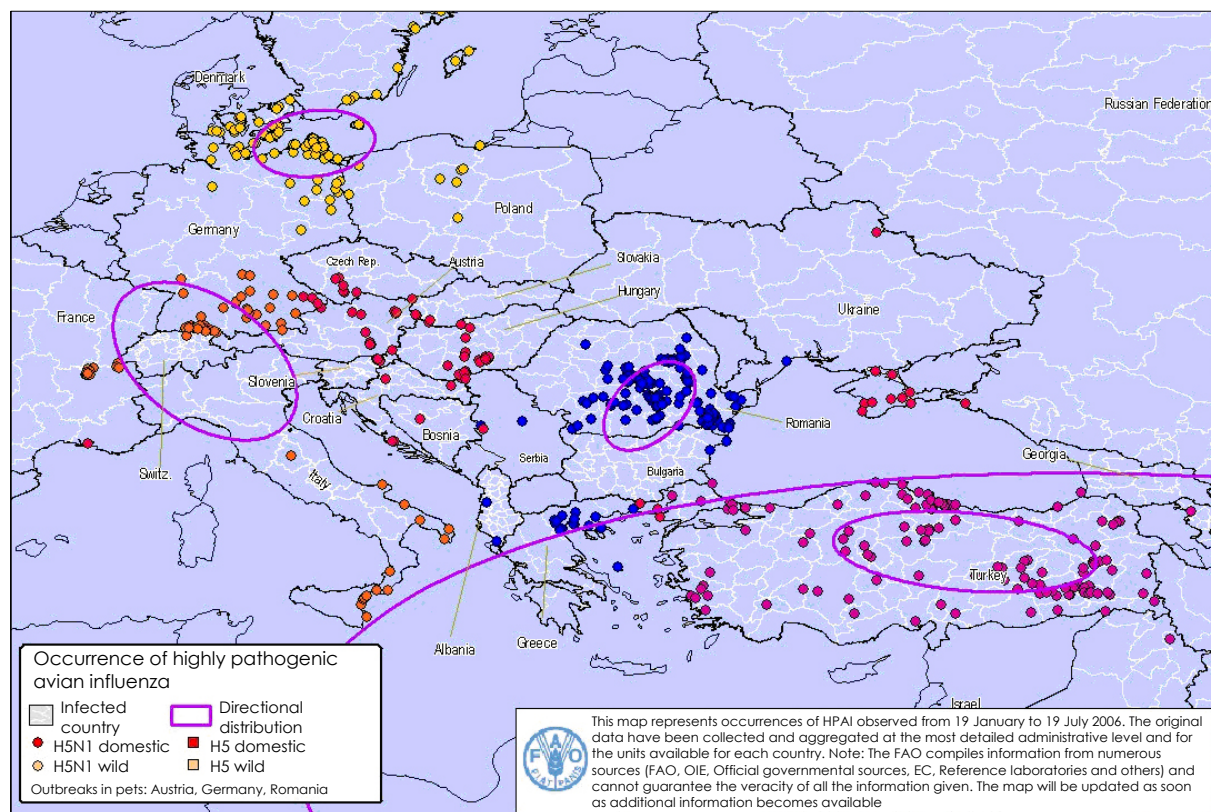 Denmark
Russian Federation
Poland
Germany
Czech Rep.
Austria
Slovakia
Hungary
France
Ukraine
Slovenia
Croatia
Bosnia
Romania
Serbia
Georgia
Switz.
Italy
Bulgaria
Turkey
Albania
Greece
Israel
Occurrence of highly pathogenic
avian influenza
Infected
country
Directional
distribution
H5N1 domestic
H5 domestic
H5N1 wild
H5 wild
Outbreaks in pets: Austria, Germany, Romania
F A O
FIAT PANIS
This map represents occurrences of HPAI observed from 19 January to 19 July 2006. The original
data have been collected and aggregated at the most detailed administrative level and for
the units available for each country. Note: The FAO compiles information from numerous
sources (FAO, OIE, Official governmental sources, EC, Reference laboratories and others) and
cannot guarantee the veracity of all the information given. The map will be updated as soon
as additional information becomes available